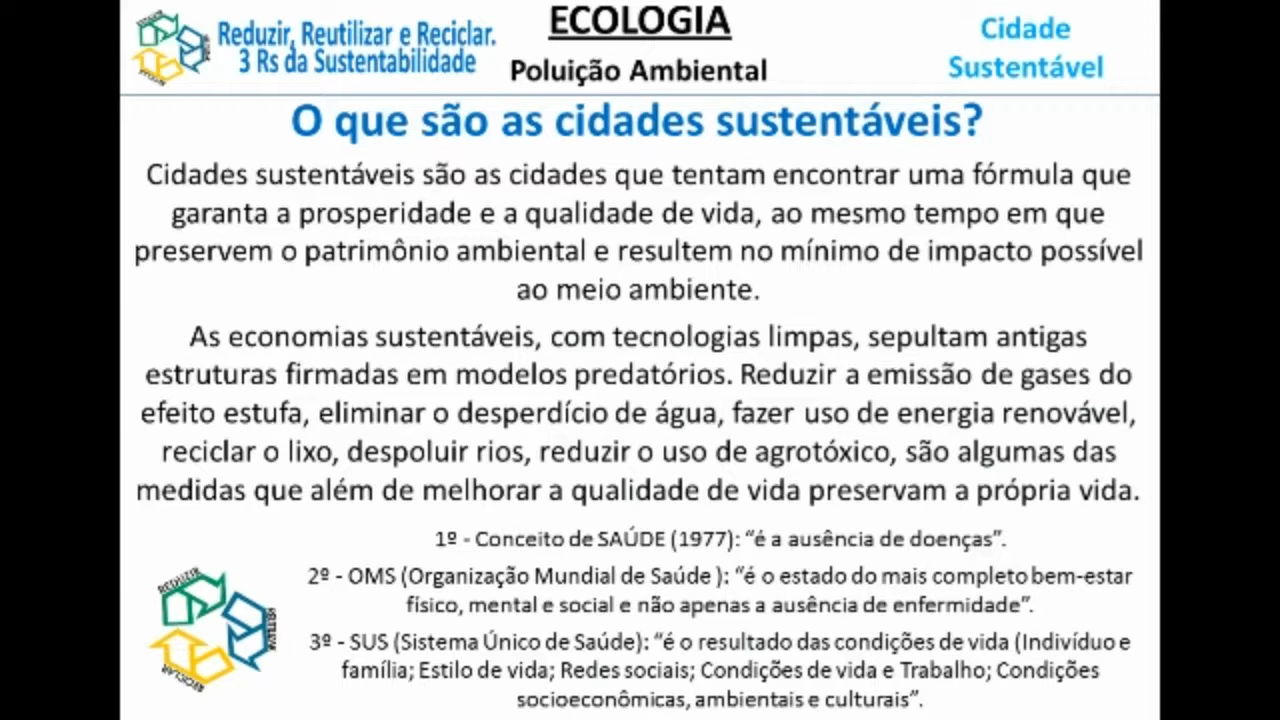 Reduzir, Reutilizar e Reciclar.
3 Rs da Sustentabilidade
ECOLOGIA
Poluição Ambiental
Cidade
Sustentável
O que são as cidades sustentáveis?
Cidades sustentáveis são as cidades que tentam encontrar uma fórmula que
garanta a prosperidade e a qualidade de vida, ao mesmo tempo em que
preservem o patrimônio ambiental e resultem no mínimo de impacto possível
ao meio ambiente.
As economias sustentáveis, com tecnologias limpas, sepultam antigas
estruturas firmadas em modelos predatórios. Reduzir a emissão de gases do
efeito estufa, eliminar o desperdício de água, fazer uso de energia renovável,
reciclar o lixo, despoluir rios, reduzir o uso de agrotóxico, são algumas das
medidas que além de melhorar a qualidade de vida preservam a própria vida.
1º - Conceito de SAÚDE (1977): “é a ausência de doenças”.
2º - OMS (Organização Mundial de Saúde ): “é o estado do mais completo bem-estar
físico, mental e social e não apenas a ausência de enfermidade”.
3º - SUS (Sistema Único de Saúde): “é o resultado das condições de vida (Indivíduo e
família; Estilo de vida; Redes sociais; Condições de vida e Trabalho; Condições
socioeconômicas, ambientais e culturais”.
REDUZIR
RECICLAR